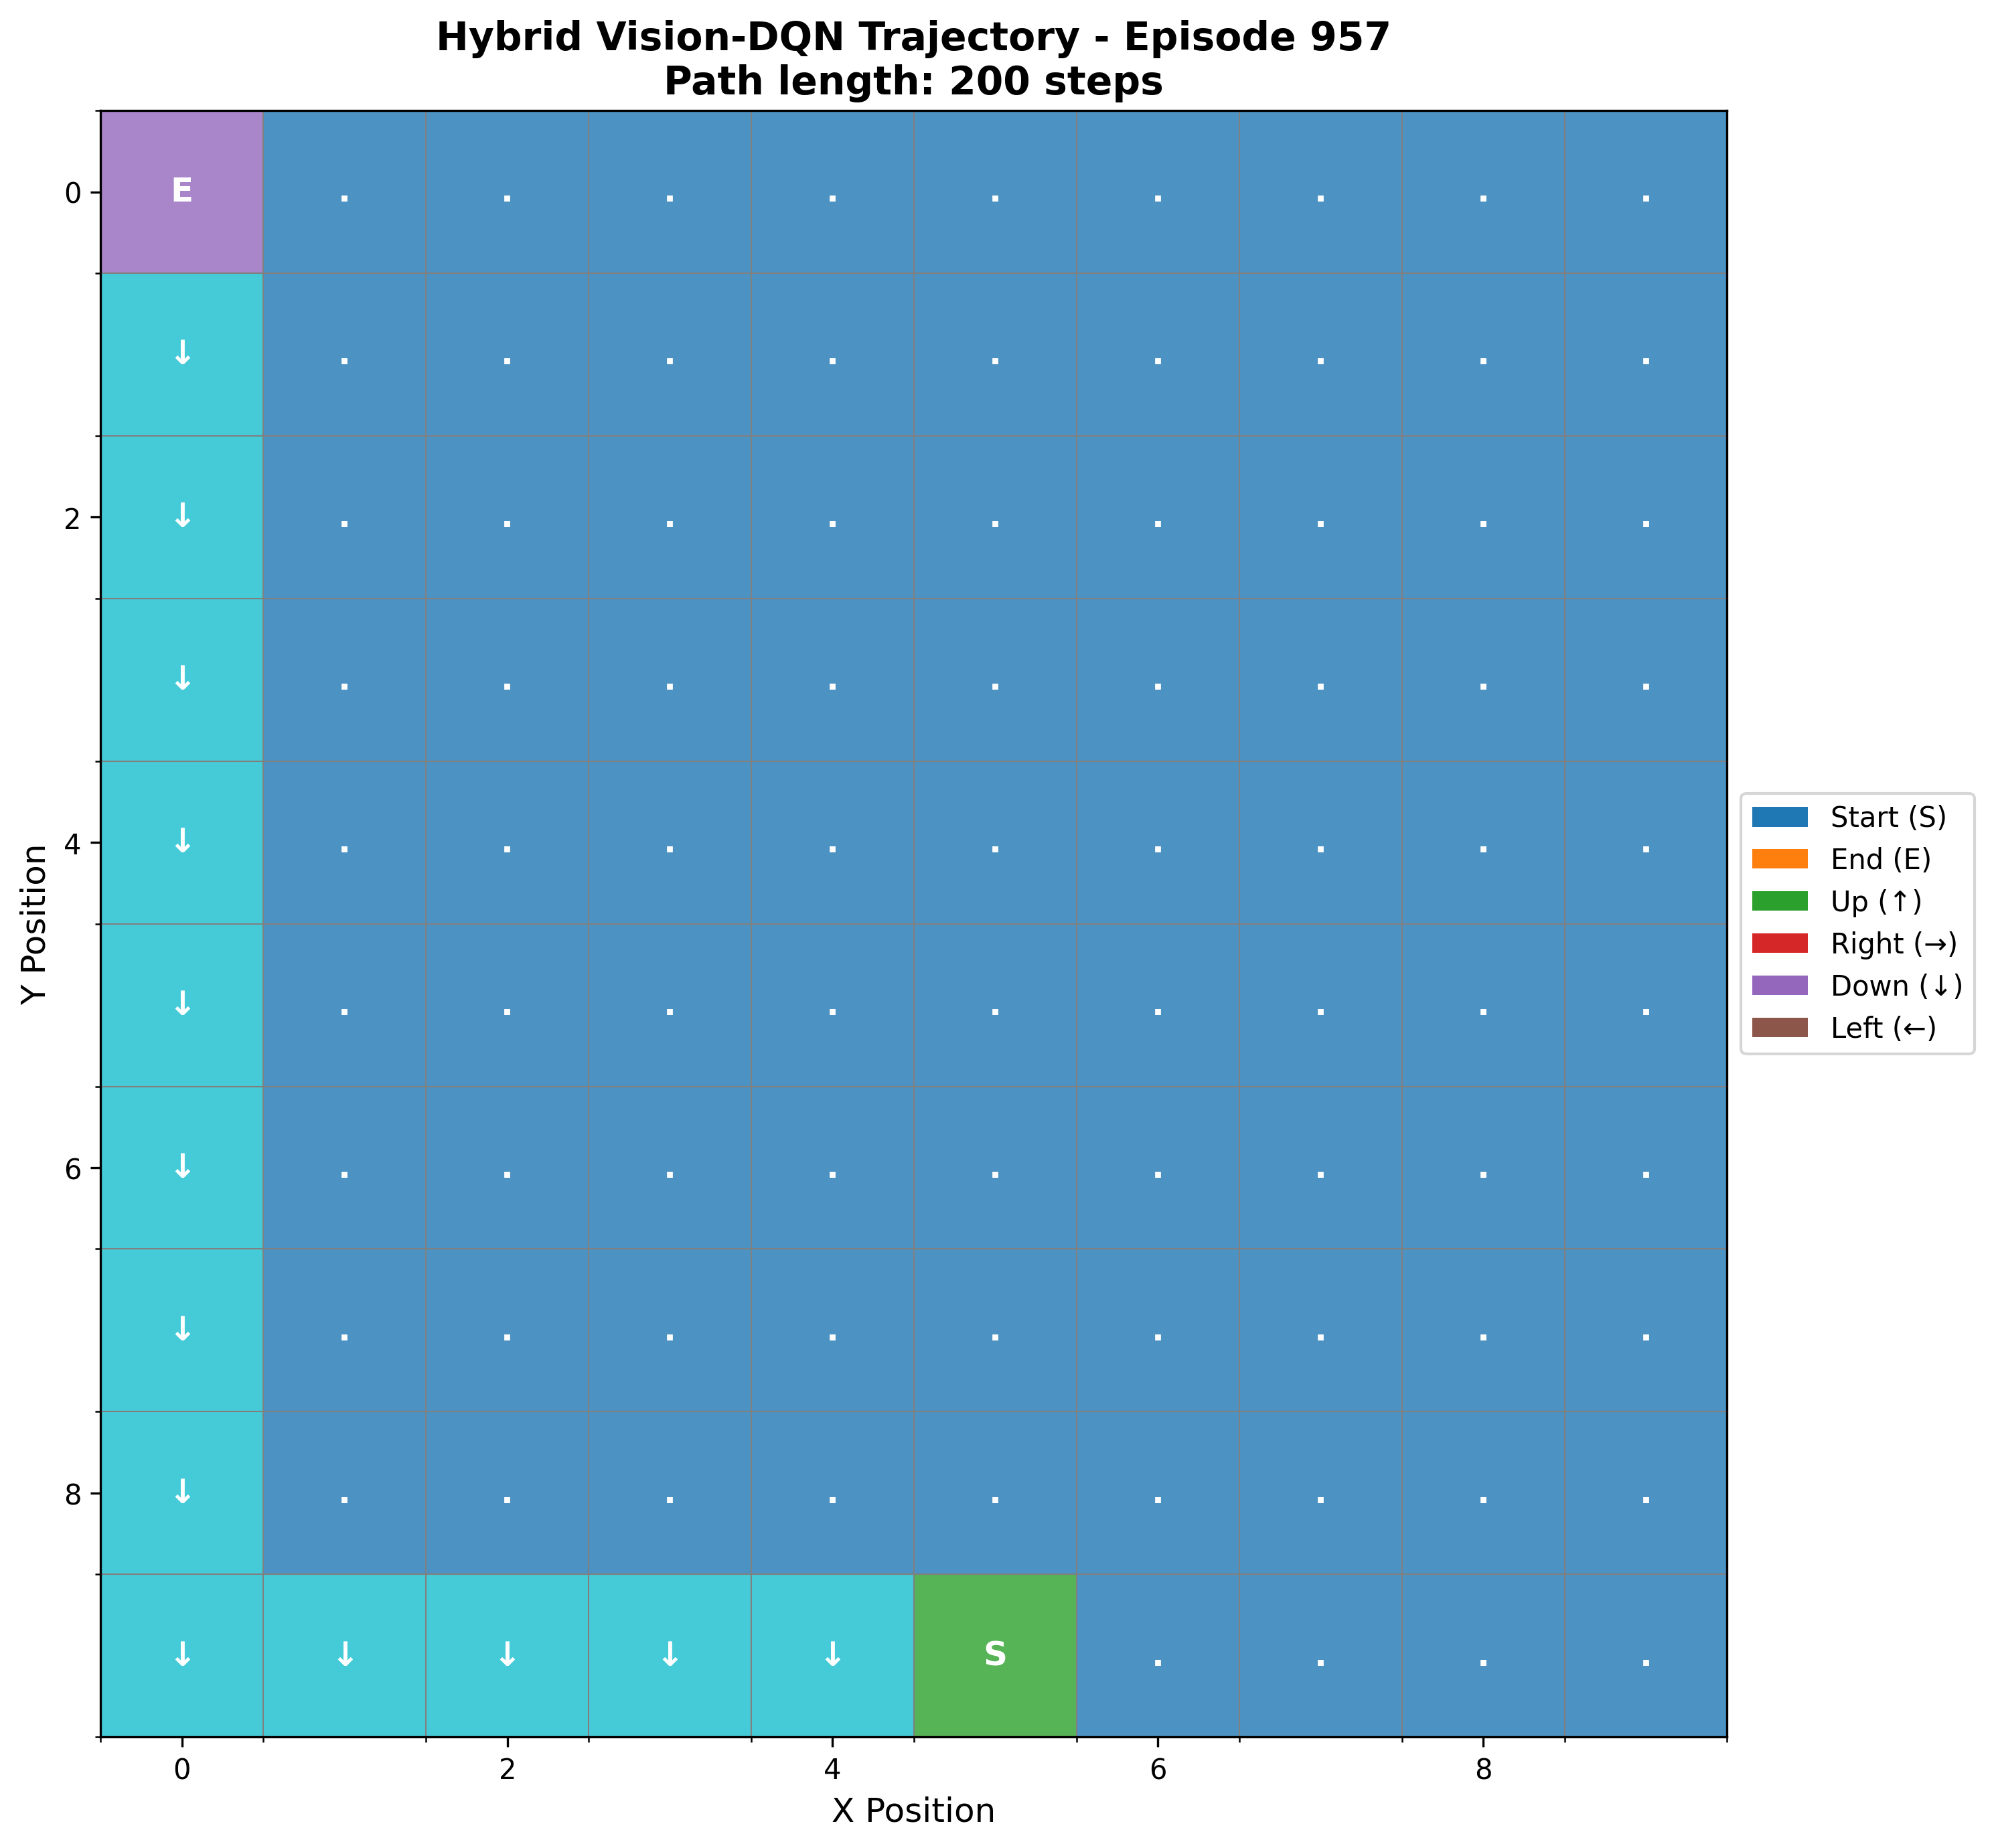 Hybrid Vision-DQN Trajectory - Episode 957
Path length: 200 steps
0 E . . . . . . . . .
↓ . . . . . . . . .
2 ↓ . . . . . . . . .
↓ . . . . . . . . .
4 ↓ . . . . . . . . .
↓ . . . . . . . . .
6 ↓ . . . . . . . . .
↓ . . . . . . . . .
8 ↓ . . . . . . . . .
↓ ↓ ↓ ↓ ↓ S . . . .
0 2 4 6 8
X Position
Y Position
Start (S)
End (E)
Up (↑)
Right (→)
Down (↓)
Left (←)